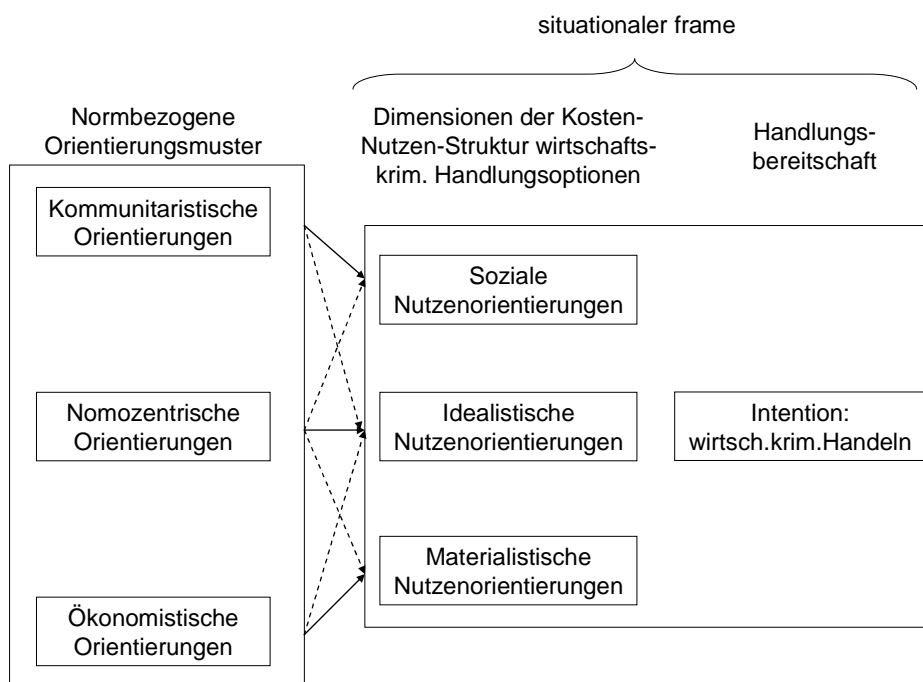 situationaler frame
Normbezogene
Orientierungsmuster
Dimensionen der Kosten-
Nutzen-Struktur wirtschafts-
krim. Handlungsoptionen
Handlungs-
bereitschaft
Kommunitaristische
Orientierungen
Nomozentrische
Orientierungen
Ökonomistische
Orientierungen
Soziale
Nutzenorientierungen
Idealistische
Nutzenorientierungen
Materialistische
Nutzenorientierungen
Intention:
wirtsch.krim.Handeln